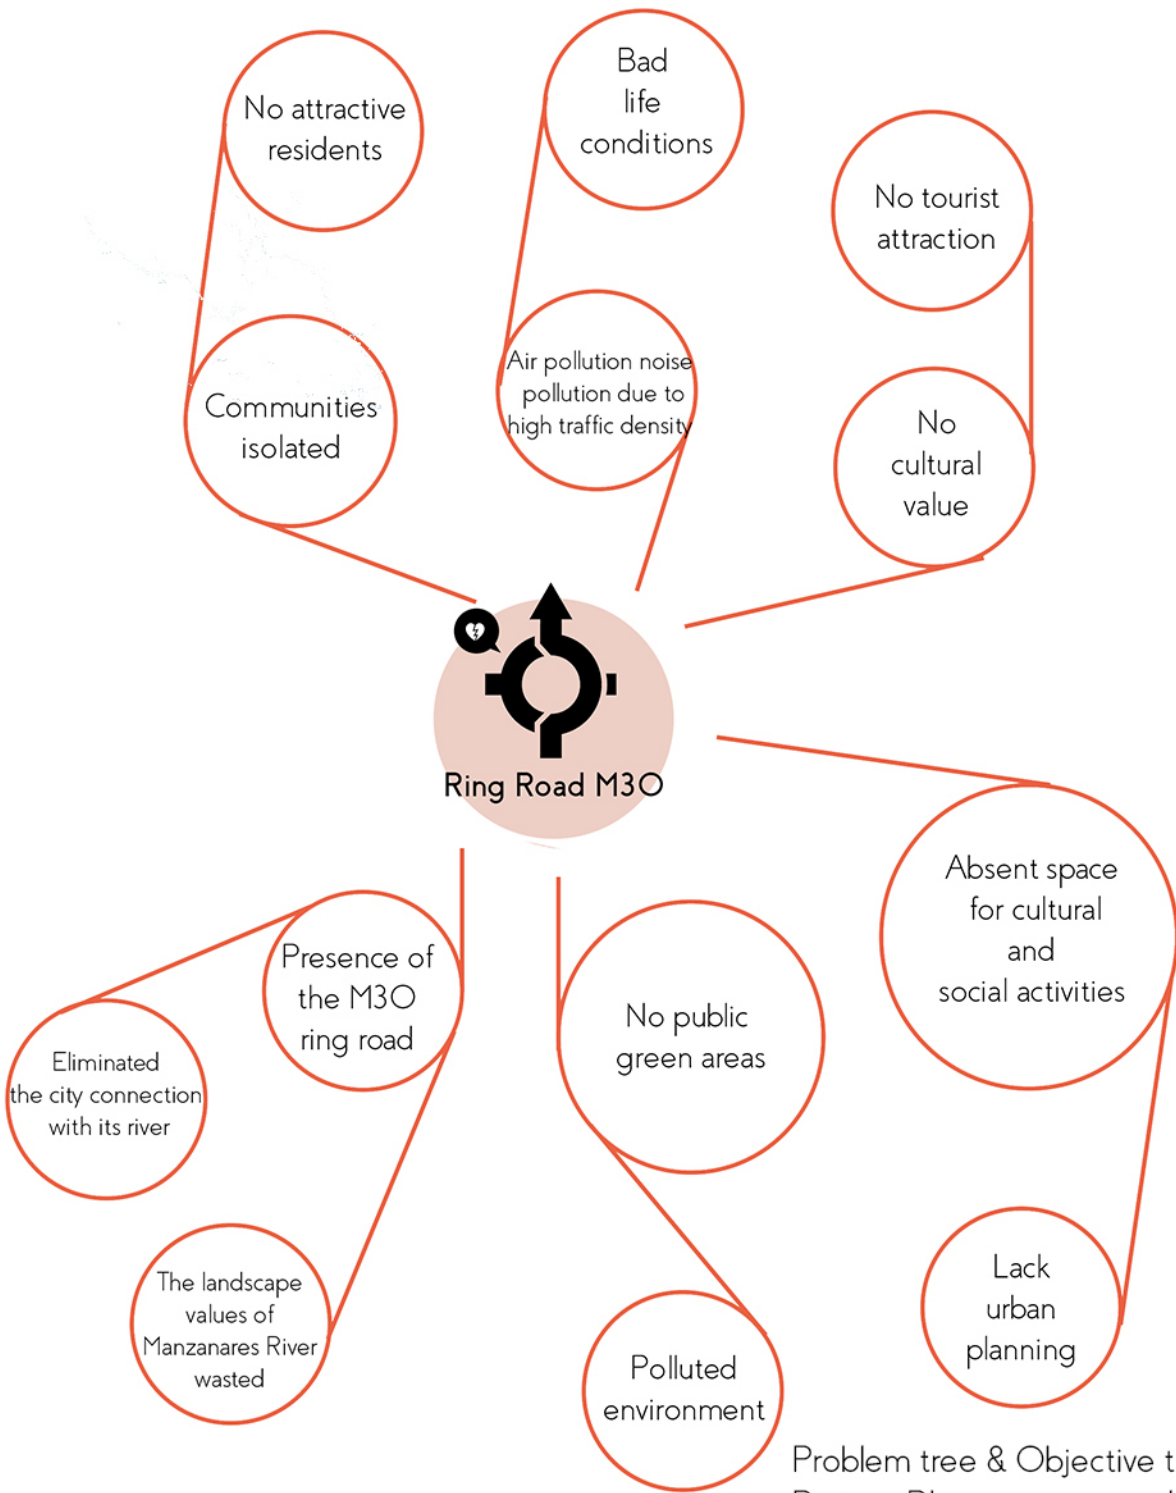 No attractive
residents
Bad
life
conditions
No tourist
attraction
Communities
isolated
Air pollution noise
pollution due to
high traffic density
No
cultural
value
Ring Road M30
Presence of
the M30
ring road
Eliminated
the city connection
with its river
The landscape
values of
Manzanares River
wasted
No public
green areas
Polluted
environment
Absent space
for cultural
and
social activities
Lack
urban
planning
Problem tree & Objective t